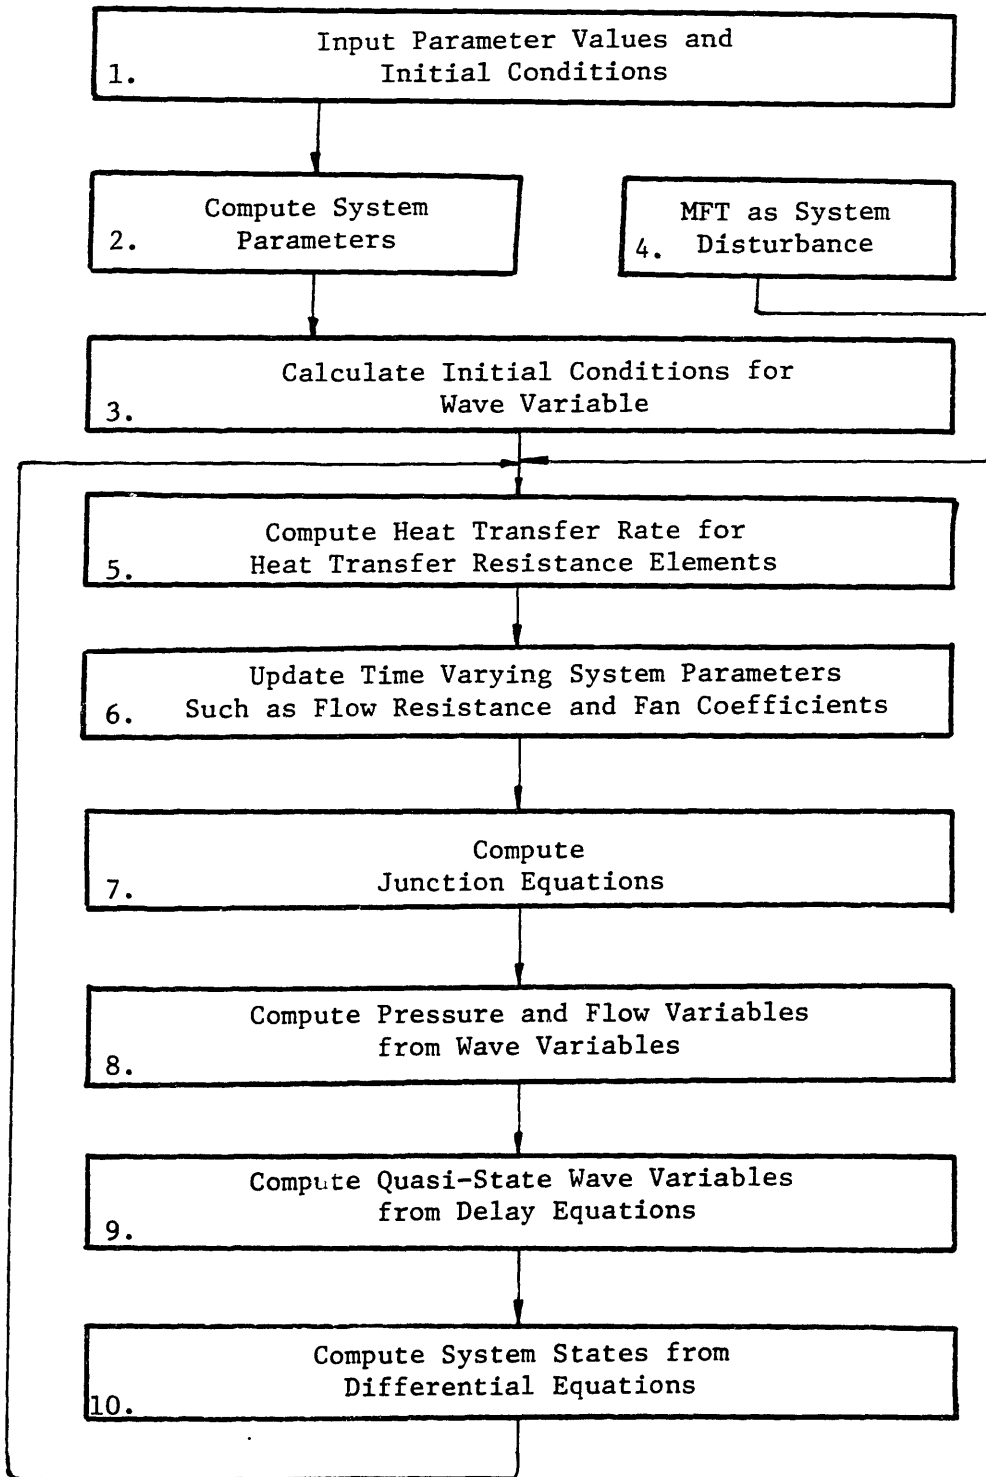 1.
Input Parameter Values and
Initial Conditions
2.
Compute System
Parameters
4.
MFT as System
Disturbance
3.
Calculate Initial Conditions for
Wave Variable
5.
Compute Heat Transfer Rate for
Heat Transfer Resistance Elements
6.
Update Time Varying System Parameters
Such as Flow Resistance and Fan Coefficients
7.
Compute
Junction Equations
8.
Compute Pressure and Flow Variables
from Wave Variables
9.
Compute Quasi-State Wave Variables
from Delay Equations
10.
Compute System States from
Differential Equations